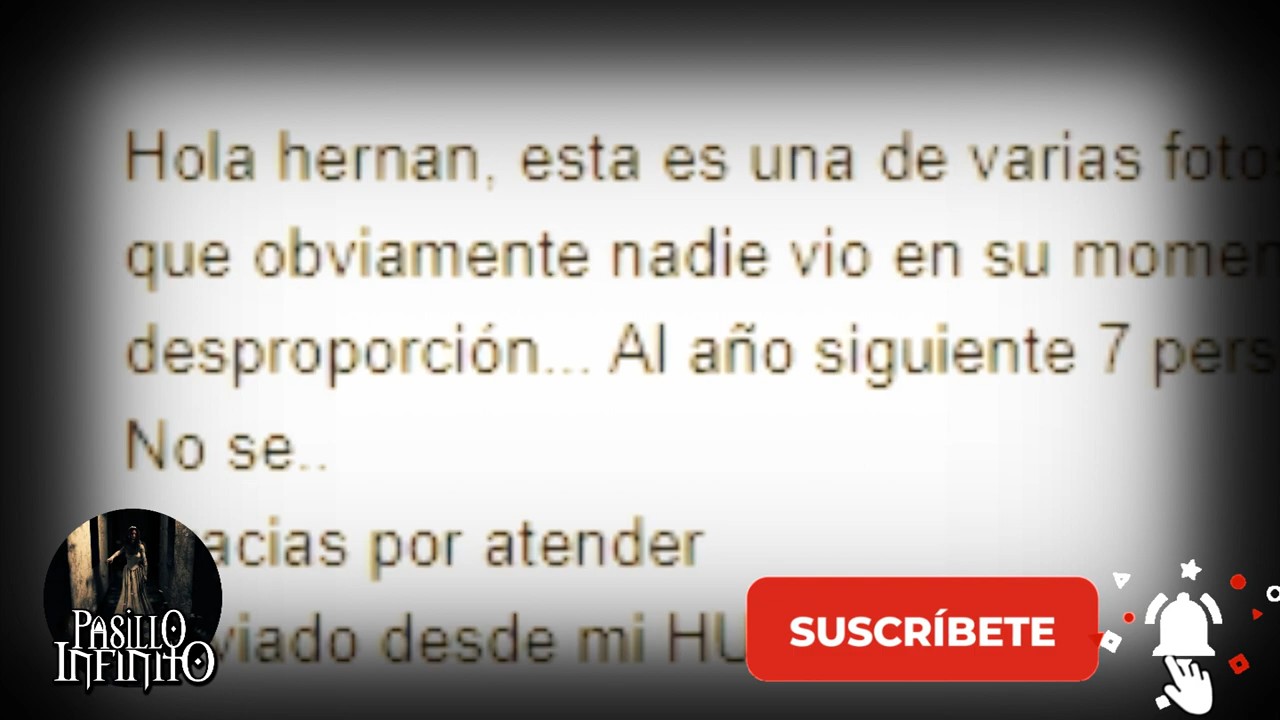 Hola hernan, esta es una de varias foto
que obviamente nadie vio en su momen
desproporción... Al año siguiente 7 pers
No se..
acias por atender
viado desde mi HU
SUSCRÍBETE
PASILLO
INFINITO